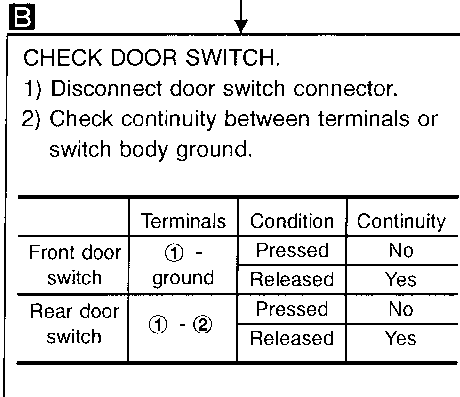 B
CHECK DOOR SWITCH.
1) Disconnect door switch connector.
2) Check continuity between terminals or
switch body ground.
Terminals Condition Continuity
Front door switch ① - ground Pressed No
Released Yes
Rear door switch ① - ② Pressed No
Released Yes